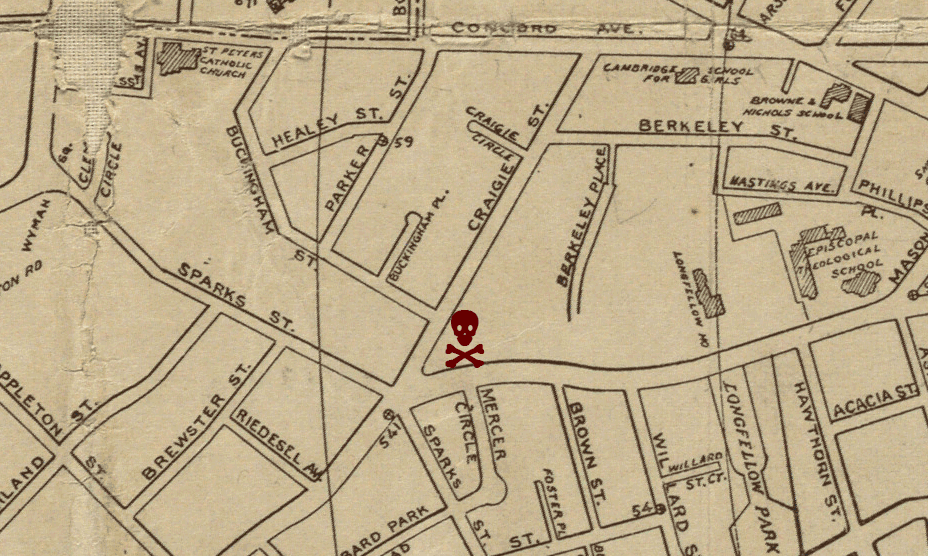 CONCORD AVE.
ST PETERS
CATHOLIC
CHURCH
CAMBRIDGE SCHOOL
FOR GIRLS
BROWNE &
NICHOLS SCHOOL
HEALEY ST.
ST.
PARKER
59
CRAIGIE
CIRCLE
CRAIGIE ST.
BERKELEY ST.
HASTINGS AVE.
PHILLIPS
PL.
MASON
BUCKINGHAM
ST.
BUCKINGHAM PL.
BERKELEY PLACE
EPISCOPAL
THEOLOGICAL
SCHOOL
LONGFELLOW HO
CIRCLE
WYMAN
SPARKS ST.
APPLETON
ST.
BREWSTER ST.
RIEDESEL AV.
541
SPARKS
ST.
CIRCLE
MERCER
FOSTER PL
BROWN ST.
WILLARD
ST. CT.
WILLARD ST.
54
LONGFELLOW PARK
HAWTHORN ST.
ACACIA ST.
ST.